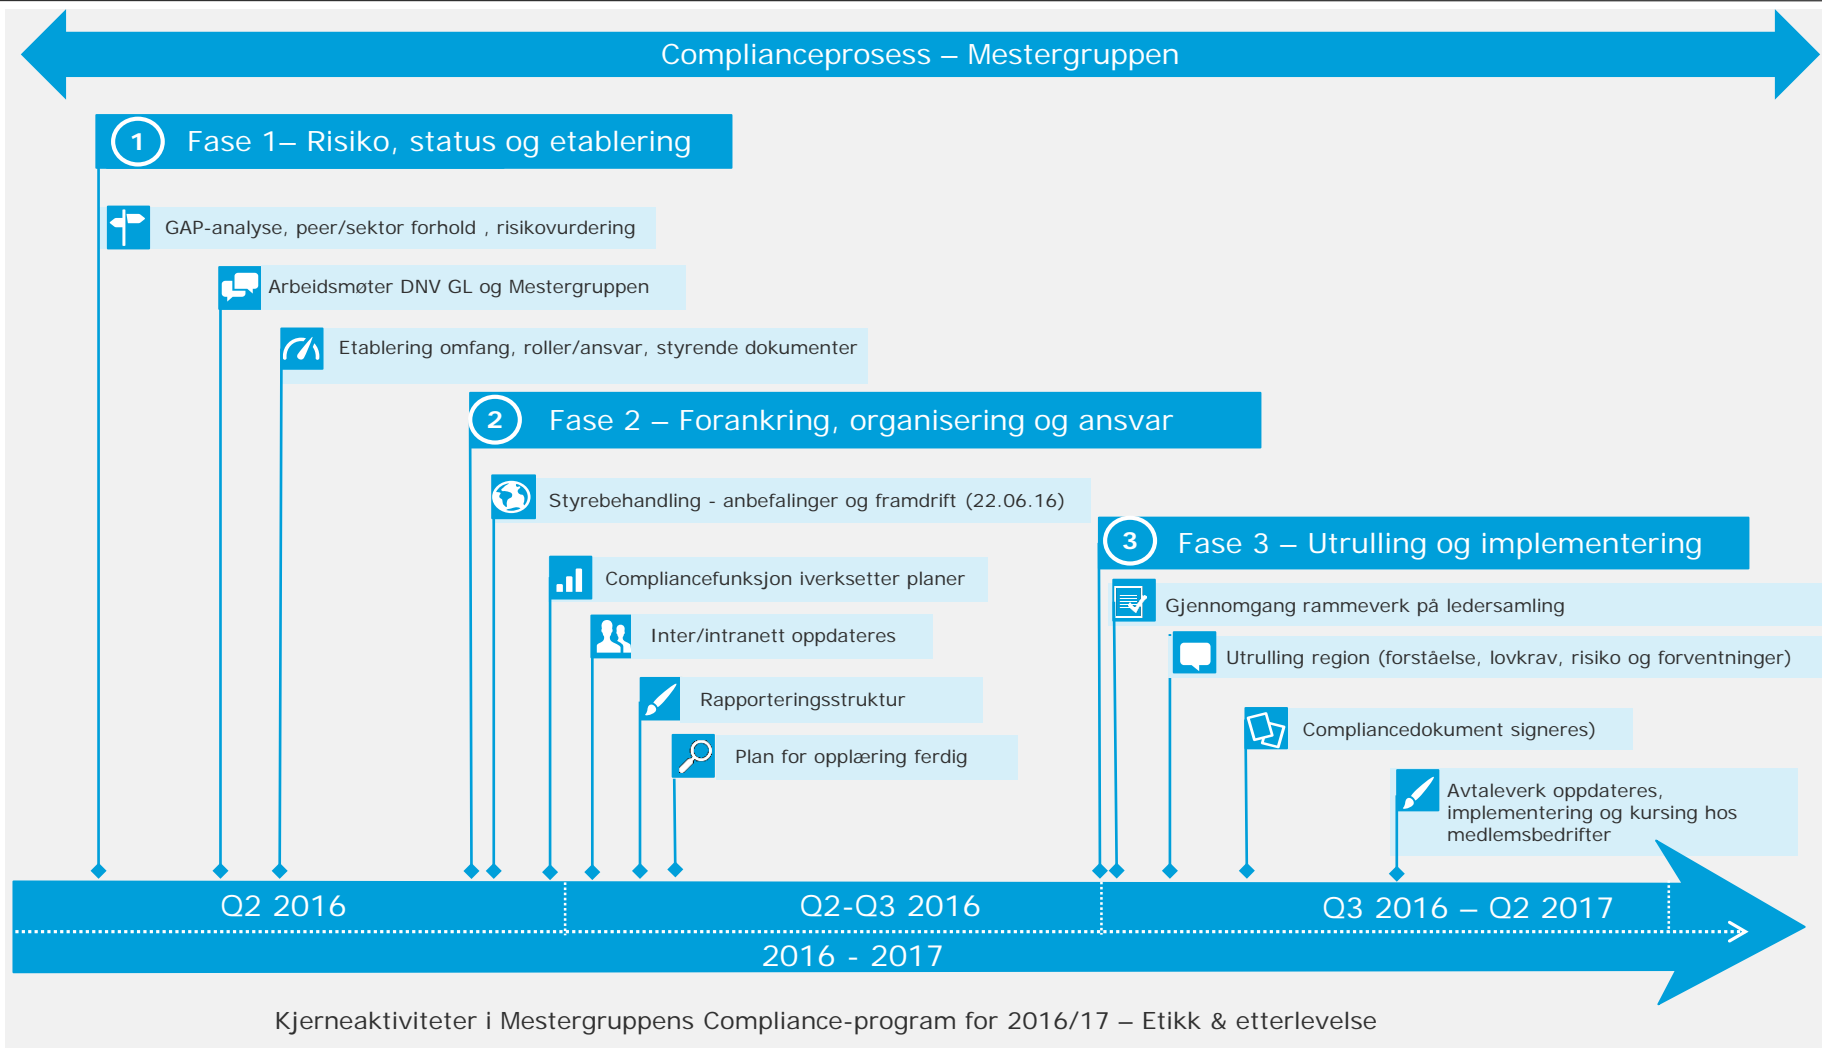 Complianceprosess – Mestergruppen
1 Fase 1– Risiko, status og etablering
GAP-analyse, peer/sektor forhold , risikovurdering
Arbeidsmøter DNV GL og Mestergruppen
Etablering omfang, roller/ansvar, styrende dokumenter
2 Fase 2 – Forankring, organisering og ansvar
Styrebehandling - anbefalinger og framdrift (22.06.16)
Compliancefunksjon iverksetter planer
Inter/intranett oppdateres
Rapporteringsstruktur
Plan for opplæring ferdig
3 Fase 3 – Utrulling og implementering
Gjennomgang rammeverk på ledersamling
Utrulling region (forståelse, lovkrav, risiko og forventninger)
Compliancedokument signeres)
Avtaleverk oppdateres,
implementering og kursing hos
medlemsbedrifter
Q2 2016
Q2-Q3 2016
Q3 2016 – Q2 2017
2016 - 2017
Kjerneaktiviteter i Mestergruppens Compliance-program for 2016/17 – Etikk & etterlevelse